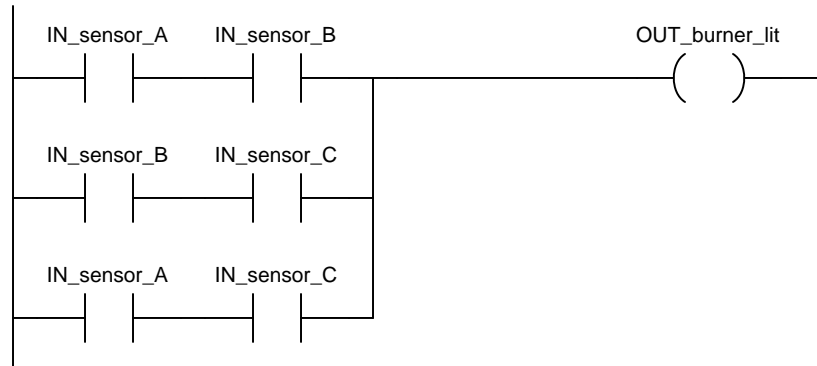 IN_sensor_A IN_sensor_B OUT_burner_lit
IN_sensor_B IN_sensor_C
IN_sensor_A IN_sensor_C